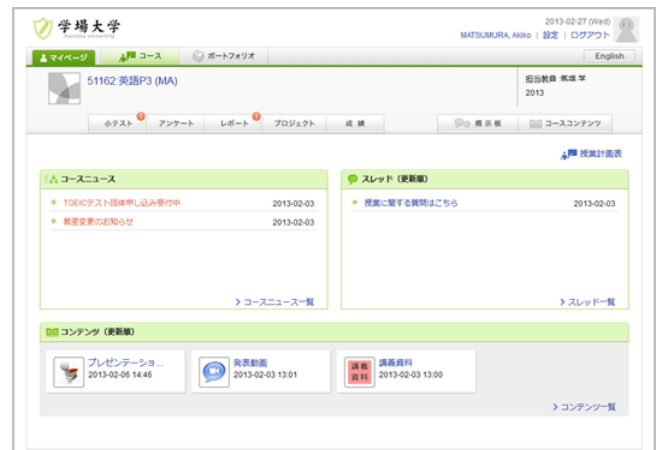 学場大学
2013-02-27 (Wed)
MATSUMURA, Akiko | 設定 | ログアウト
マイページ コース ポートフォリオ English
51162:英語P3 (MA)
担当教員 馬場 学
2013
小テスト アンケート レポート プロジェクト 成績 掲示板 コースコンテンツ
授業計画表
コースニュース
TOEICテスト団体申し込み受付中 2013-02-03
教室変更のお知らせ 2013-02-03
コースニュース一覧
スレッド（更新順）
授業に関する質問はこちら 2013-02-03
スレッド一覧
コンテンツ（更新順）
プレゼンテーショ...
2013-02-06 14:46
発表動画
2013-02-03 13:01
講義資料
講義資料
2013-02-03 13:00
コンテンツ一覧